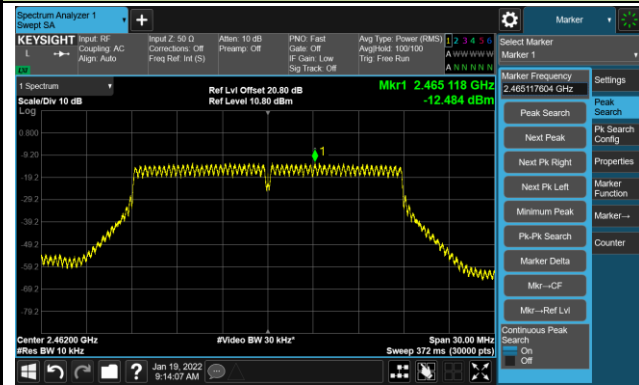 Spectrum Analyzer 1
Swept SA
Marker
KEYSIGHT
Input: RF
Coupling: AC
Align: Auto
Input Z: 50 Ω
Corrections: Off
Freq Ref: Int (S)
Atten: 10 dB
Preamp: Off
PNO: Fast
Gate: Off
IF Gain: Low
Sig Track: Off
Avg Type: Power (RMS)
Avg|Hold: 100/100
Trig: Free Run
1 2 3 4 5 6
A W W W W W
A N N N N N
Select Marker
Marker 1
1 Spectrum
Scale/Div 10 dB
Log
Ref Lvl Offset 20.80 dB
Ref Level 10.80 dBm
Mkr1 2.465 118 GHz
-12.484 dBm
0.800
-9.20
-19.2
-29.2
-39.2
-49.2
-59.2
-69.2
-79.2
1
Center 2.46200 GHz
#Res BW 10 kHz
#Video BW 30 kHz*
Span 30.00 MHz
Sweep 372 ms (30000 pts)
Marker Frequency
2.465117604 GHz
Peak Search
Next Peak
Next Pk Right
Next Pk Left
Minimum Peak
Pk-Pk Search
Marker Delta
Mkr→CF
Mkr→Ref Lvl
Continuous Peak
Search
On
Off
Settings
Peak
Search
Pk Search
Config
Properties
Marker
Function
Marker→
Counter
Jan 19, 2022
9:14:07 AM